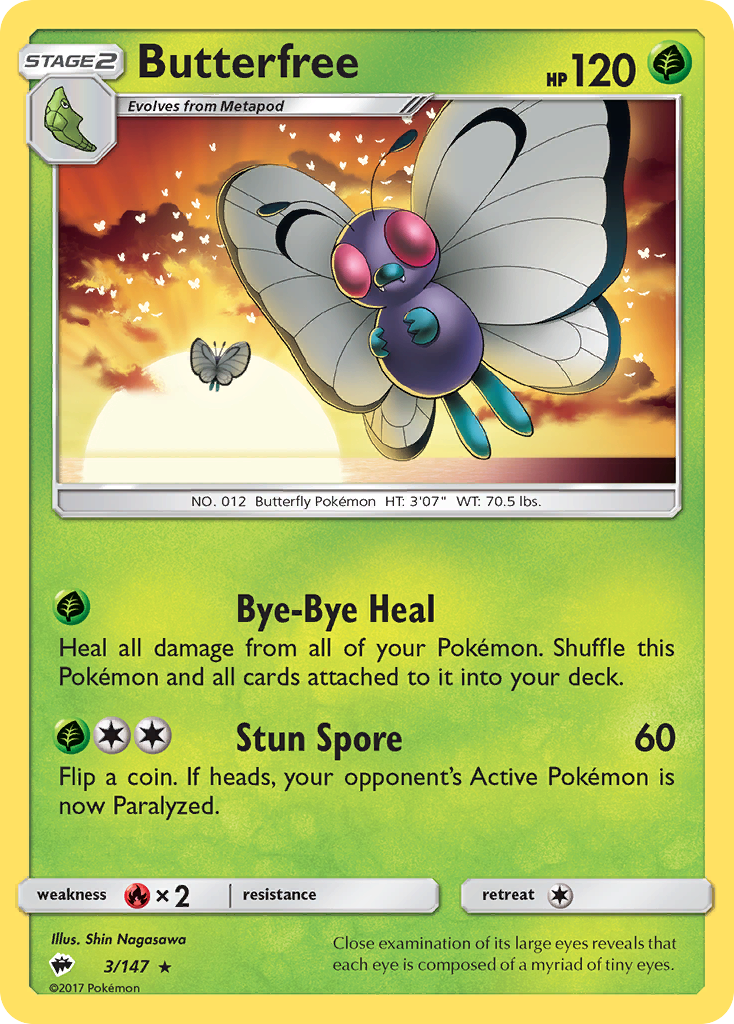 STAGE2
Butterfree
HP 120
Evolves from Metapod
NO. 012 Butterfly Pokémon HT: 3'07" WT: 70.5 lbs.
Bye-Bye Heal
Heal all damage from all of your Pokémon. Shuffle this
Pokémon and all cards attached to it into your deck.
Stun Spore 60
Flip a coin. If heads, your opponent's Active Pokémon is
now Paralyzed.
weakness × 2 resistance retreat
Illus. Shin Nagasawa
3/147 ★
©2017 Pokémon
Close examination of its large eyes reveals that
each eye is composed of a myriad of tiny eyes.